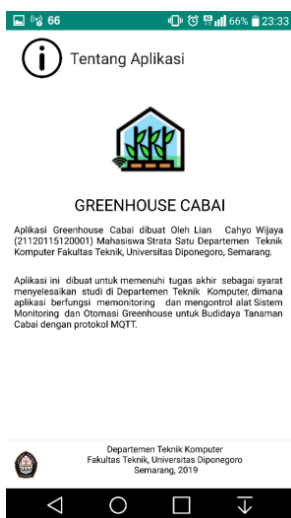 66 66% 23:33
Tentang Aplikasi
GREENHOUSE CABAI
Aplikasi Greenhouse Cabai dibuat Oleh Lian Cahyo Wijaya
(21120115120001) Mahasiswa Strata Satu Departemen Teknik
Komputer Fakultas Teknik, Universitas Diponegoro, Semarang.
Aplikasi ini dibuat untuk memenuhi tugas akhir sebagai syarat
menyelesaikan studi di Departemen Teknik Komputer, dimana
aplikasi berfungsi memonitoring dan mengontrol alat Sistem
Monitoring dan Otomasi Greenhouse untuk Budidaya Tanaman
Cabai dengan protokol MQTT.
Departemen Teknik Komputer
Fakultas Teknik, Universitas Diponegoro
Semarang, 2019